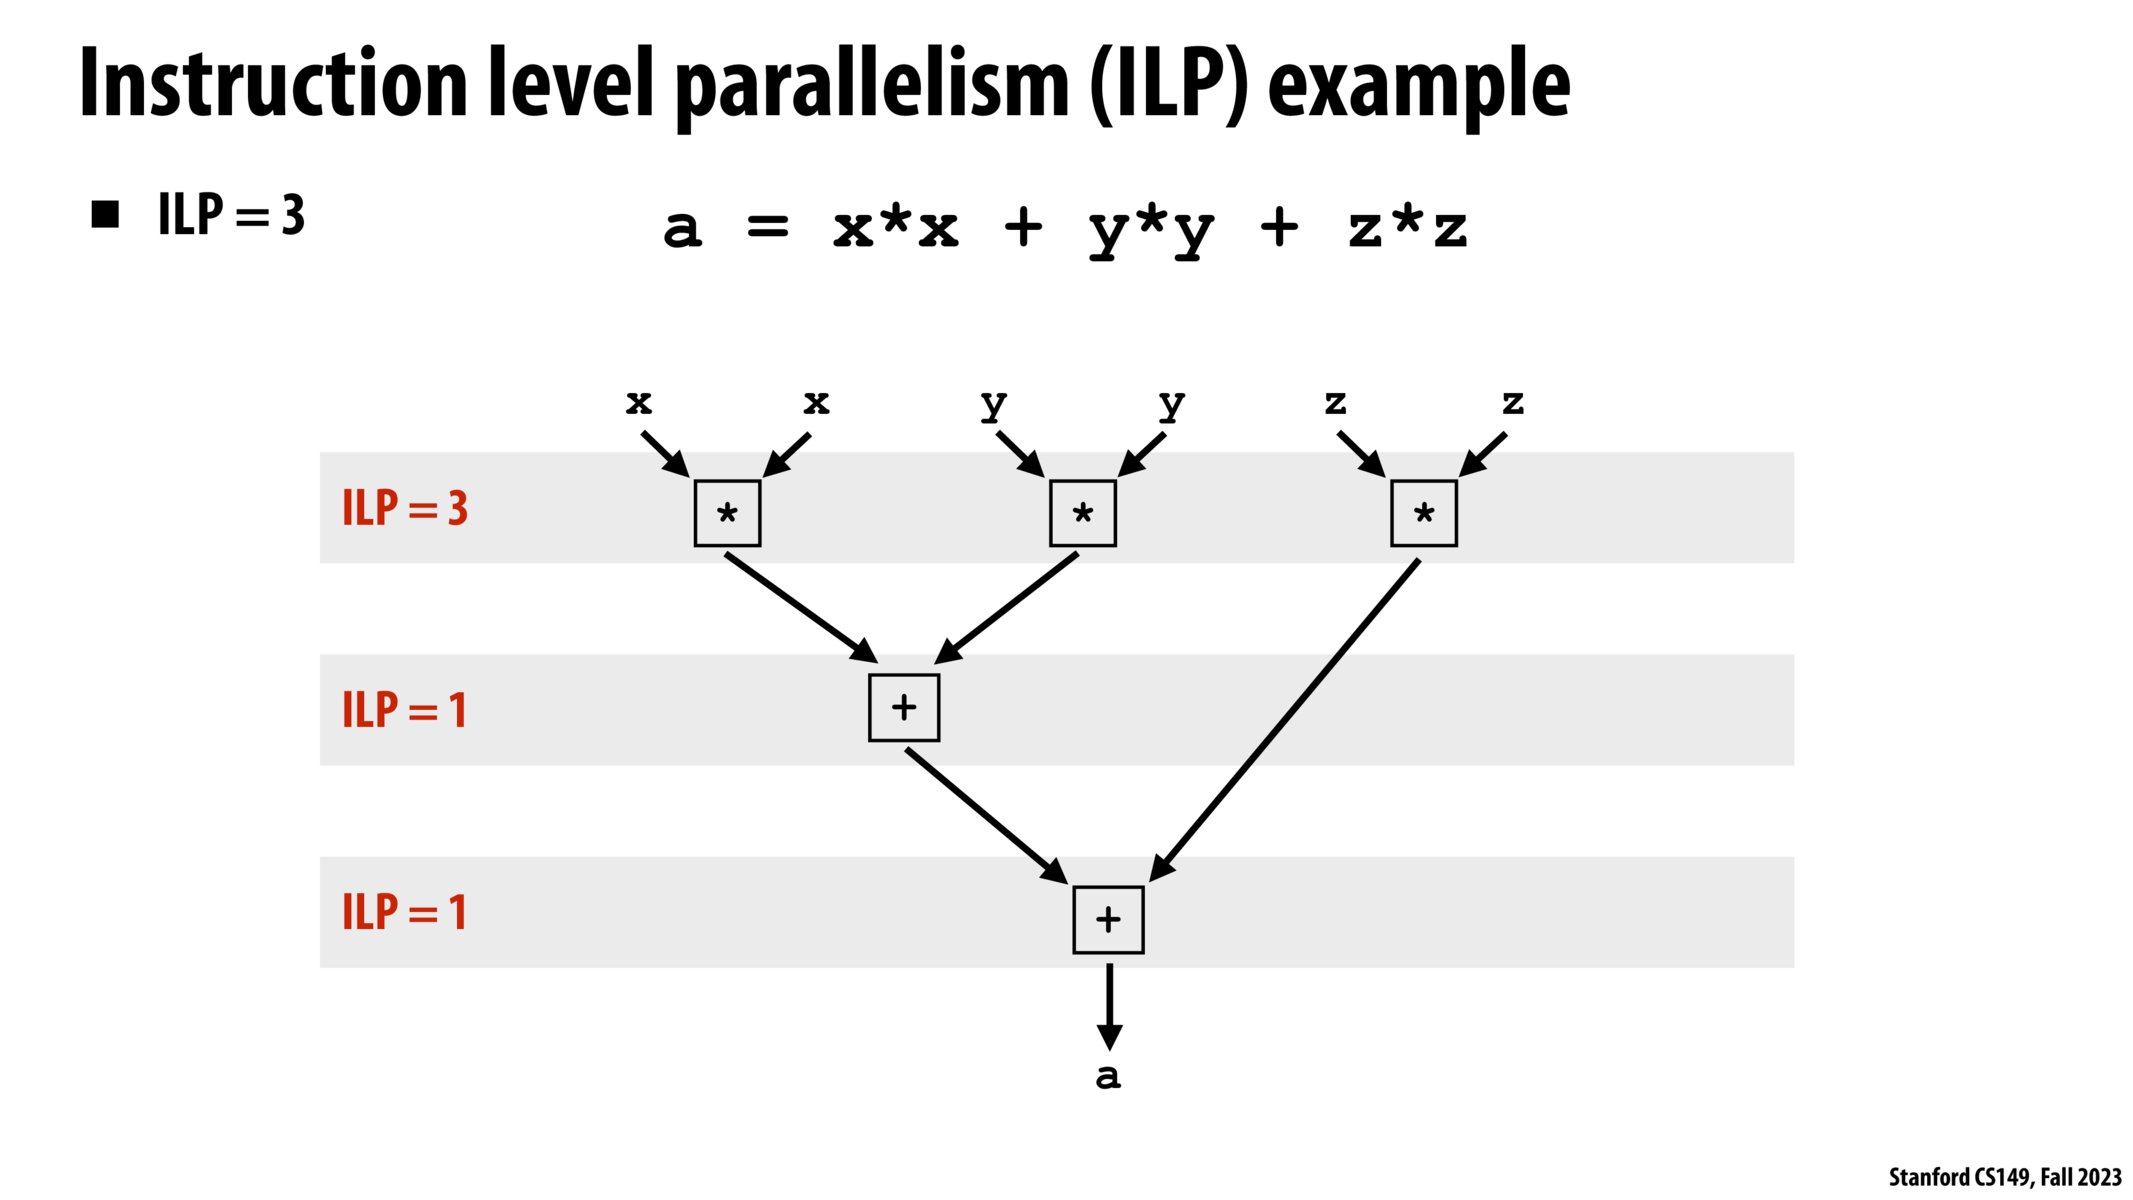 Instruction level parallelism (ILP) example
■ ILP = 3
a = x*x + y*y + z*z
x x y y z z
ILP = 3 * * *
ILP = 1 +
ILP = 1 +
a
Stanford CS149, Fall 2023